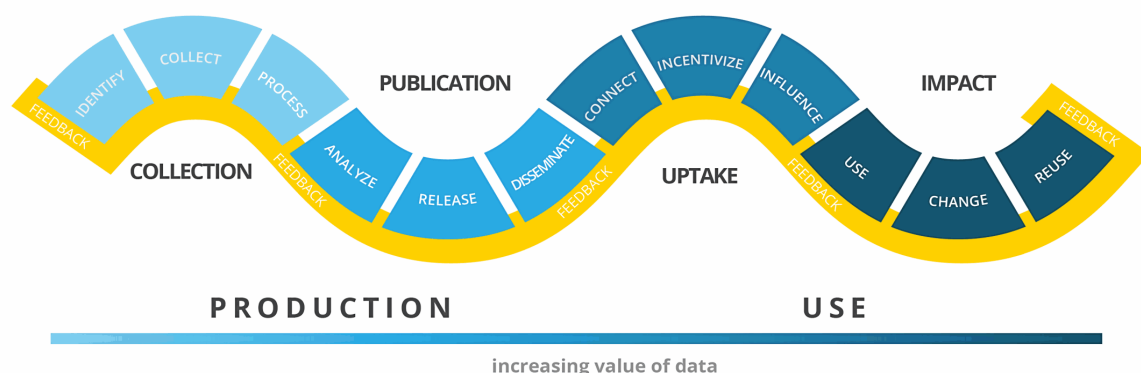 FEEDBACK
IDENTIFY
COLLECT
PROCESS
COLLECTION
FEEDBACK
PUBLICATION
ANALYZE
RELEASE
DISSEMINATE
FEEDBACK
CONNECT
INCENTIVIZE
INFLUENCE
UPTAKE
FEEDBACK
IMPACT
USE
CHANGE
REUSE
FEEDBACK
PRODUCTION
USE
increasing value of data